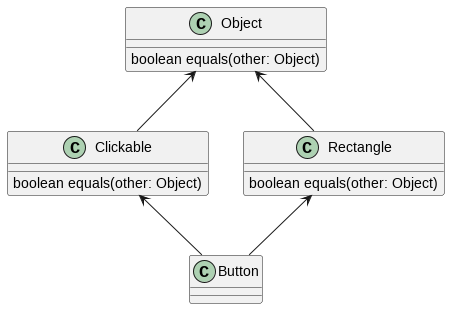 C Object
boolean equals(other: Object)
C Clickable
boolean equals(other: Object)
C Rectangle
boolean equals(other: Object)
C Button